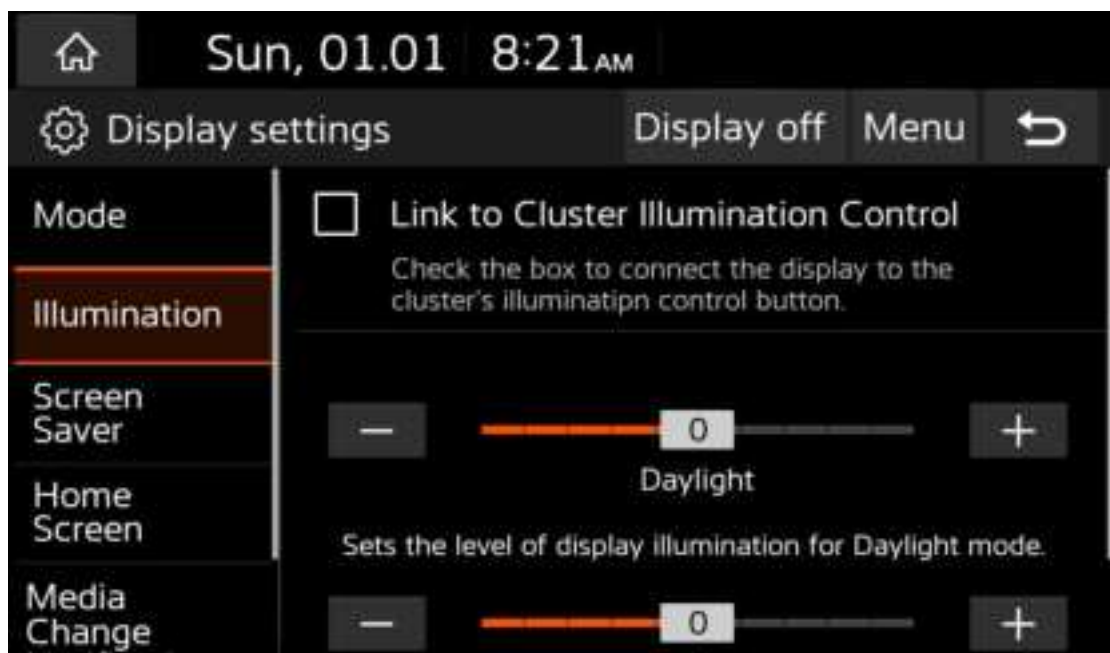 Sun, 01.01 8:21AM
Display settings Display off Menu
Mode
Illumination
Screen
Saver
Home
Screen
Media
Change
Link to Cluster Illumination Control
Check the box to connect the display to the
cluster's illuminatipn control button.
− 0 +
Daylight
Sets the level of display illumination for Daylight mode.
− 0 +